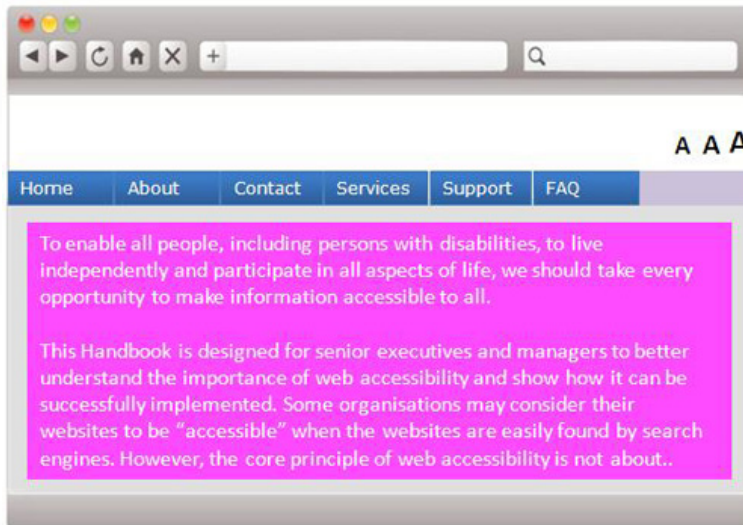 A A A
Home About Contact Services Support FAQ
To enable all people, including persons with disabilities, to live
independently and participate in all aspects of life, we should take every
opportunity to make information accessible to all.
This Handbook is designed for senior executives and managers to better
understand the importance of web accessibility and show how it can be
successfully implemented. Some organisations may consider their
websites to be “accessible” when the websites are easily found by search
engines. However, the core principle of web accessibility is not about..